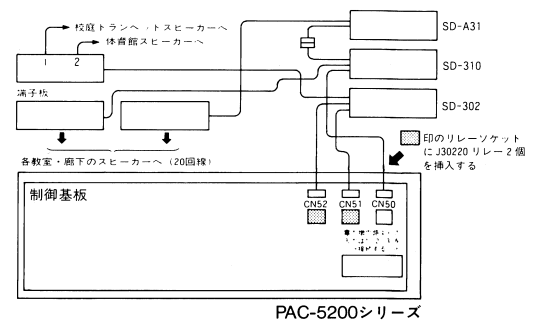 校庭トランペットスピーカーへ
体育館スピーカーへ
1 2
端子板
SD-A31
SD-310
SD-302
各教室・廊下のスピーカーへ (20回線)
印のリレーソケット
にJ30220リレー2個
を挿入する
制御基板
CN52 CN51 CN50
PAC-5200シリーズ